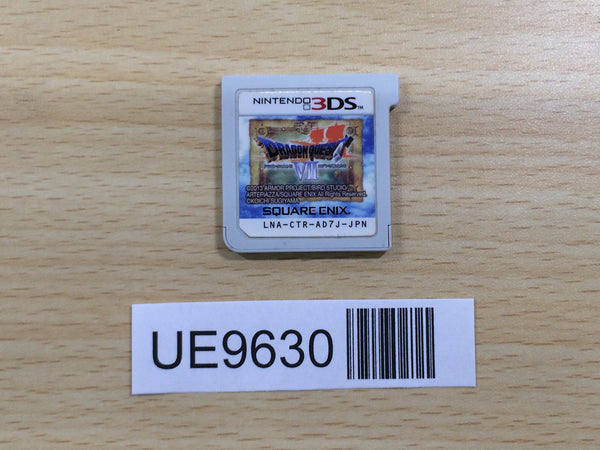 NINTENDO 3DS™
DRAGON QUEST
VII
©2013 ARMOR PROJECT/BIRD STUDIO/
ARTEPIAZZA/SQUARE ENIX All Rights Reserved.
©KOICHI SUGIYAMA
SQUARE ENIX
LNA-CTR-AD7J-JPN
UE9630